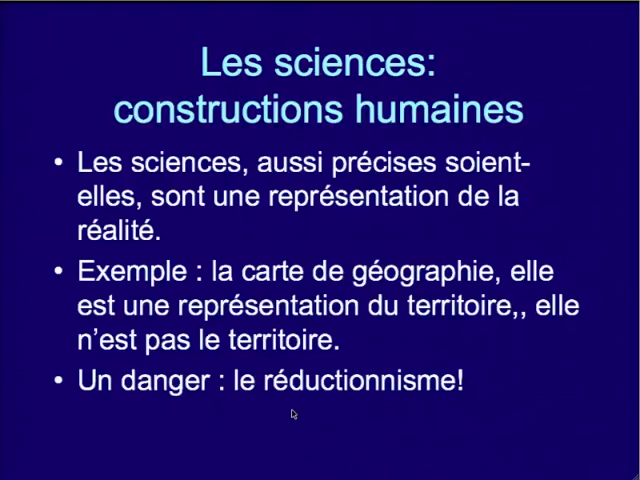 Les sciences:
constructions humaines
• Les sciences, aussi précises soient-
elles, sont une représentation de la
réalité.
• Exemple : la carte de géographie, elle
est une représentation du territoire,, elle
n’est pas le territoire.
• Un danger : le réductionnisme!